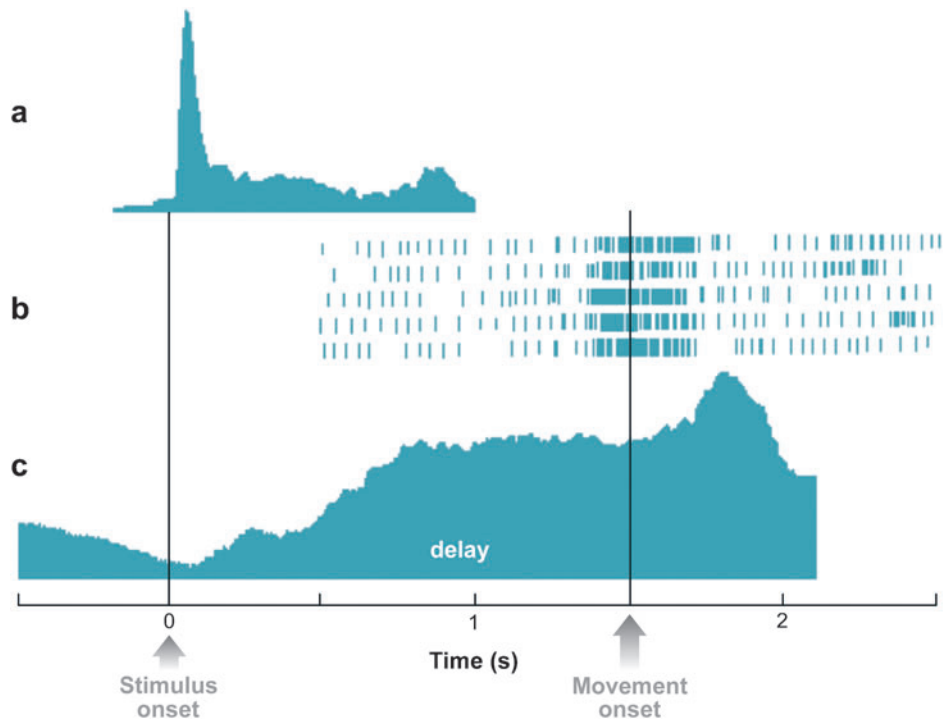 a
b
c
delay
0
1
2
Time (s)
Stimulus
onset
Movement
onset